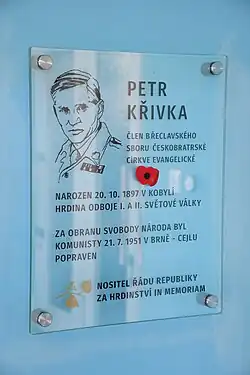 PETR
KŘIVKA
ČLEN BŘECLAVSKÉHO
SBORU ČESKOBRATRSKÉ
CÍRKVE EVANGELICKÉ
NAROZEN 20. 10. 1897 V KOBYLÍ
HRDINA ODBOJE I. A II. SVĚTOVÉ VÁLKY
ZA OBRANU SVOBODY NÁRODA BYL
KOMUNISTY 21. 7. 1951 V BRNĚ - CEJLU
POPRAVEN
NOSITEL ŘÁDU REPUBLIKY
ZA HRDINSTVÍ IN MEMORIAM